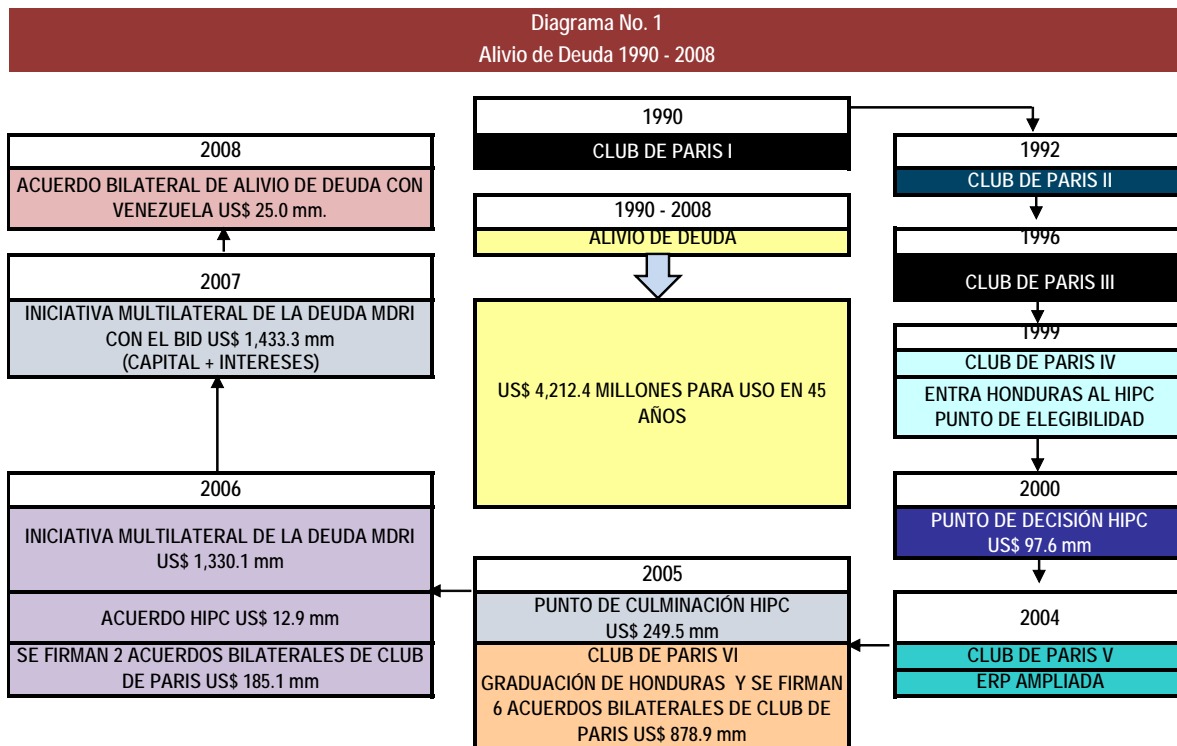 Diagrama No. 1
Alivio de Deuda 1990 - 2008
1990
CLUB DE PARIS I
1992
CLUB DE PARIS II
1996
CLUB DE PARIS III
1999
CLUB DE PARIS IV
ENTRA HONDURAS AL HIPC
PUNTO DE ELEGIBILIDAD
2000
PUNTO DE DECISIÓN HIPC
US$ 97.6 mm
2004
CLUB DE PARIS V
ERP AMPLIADA
2005
PUNTO DE CULMINACIÓN HIPC
US$ 249.5 mm
CLUB DE PARIS VI
GRADUACIÓN DE HONDURAS Y SE FIRMAN
6 ACUERDOS BILATERALES DE CLUB DE
PARIS US$ 878.9 mm
2006
INICIATIVA MULTILATERAL DE LA DEUDA MDRI
US$ 1,330.1 mm
ACUERDO HIPC US$ 12.9 mm
SE FIRMAN 2 ACUERDOS BILATERALES DE CLUB
DE PARIS US$ 185.1 mm
2007
INICIATIVA MULTILATERAL DE LA DEUDA MDRI
CON EL BID US$ 1,433.3 mm
(CAPITAL + INTERESES)
2008
ACUERDO BILATERAL DE ALIVIO DE DEUDA CON
VENEZUELA US$ 25.0 mm.
1990 - 2008
ALIVIO DE DEUDA
US$ 4,212.4 MILLONES PARA USO EN 45
AÑOS